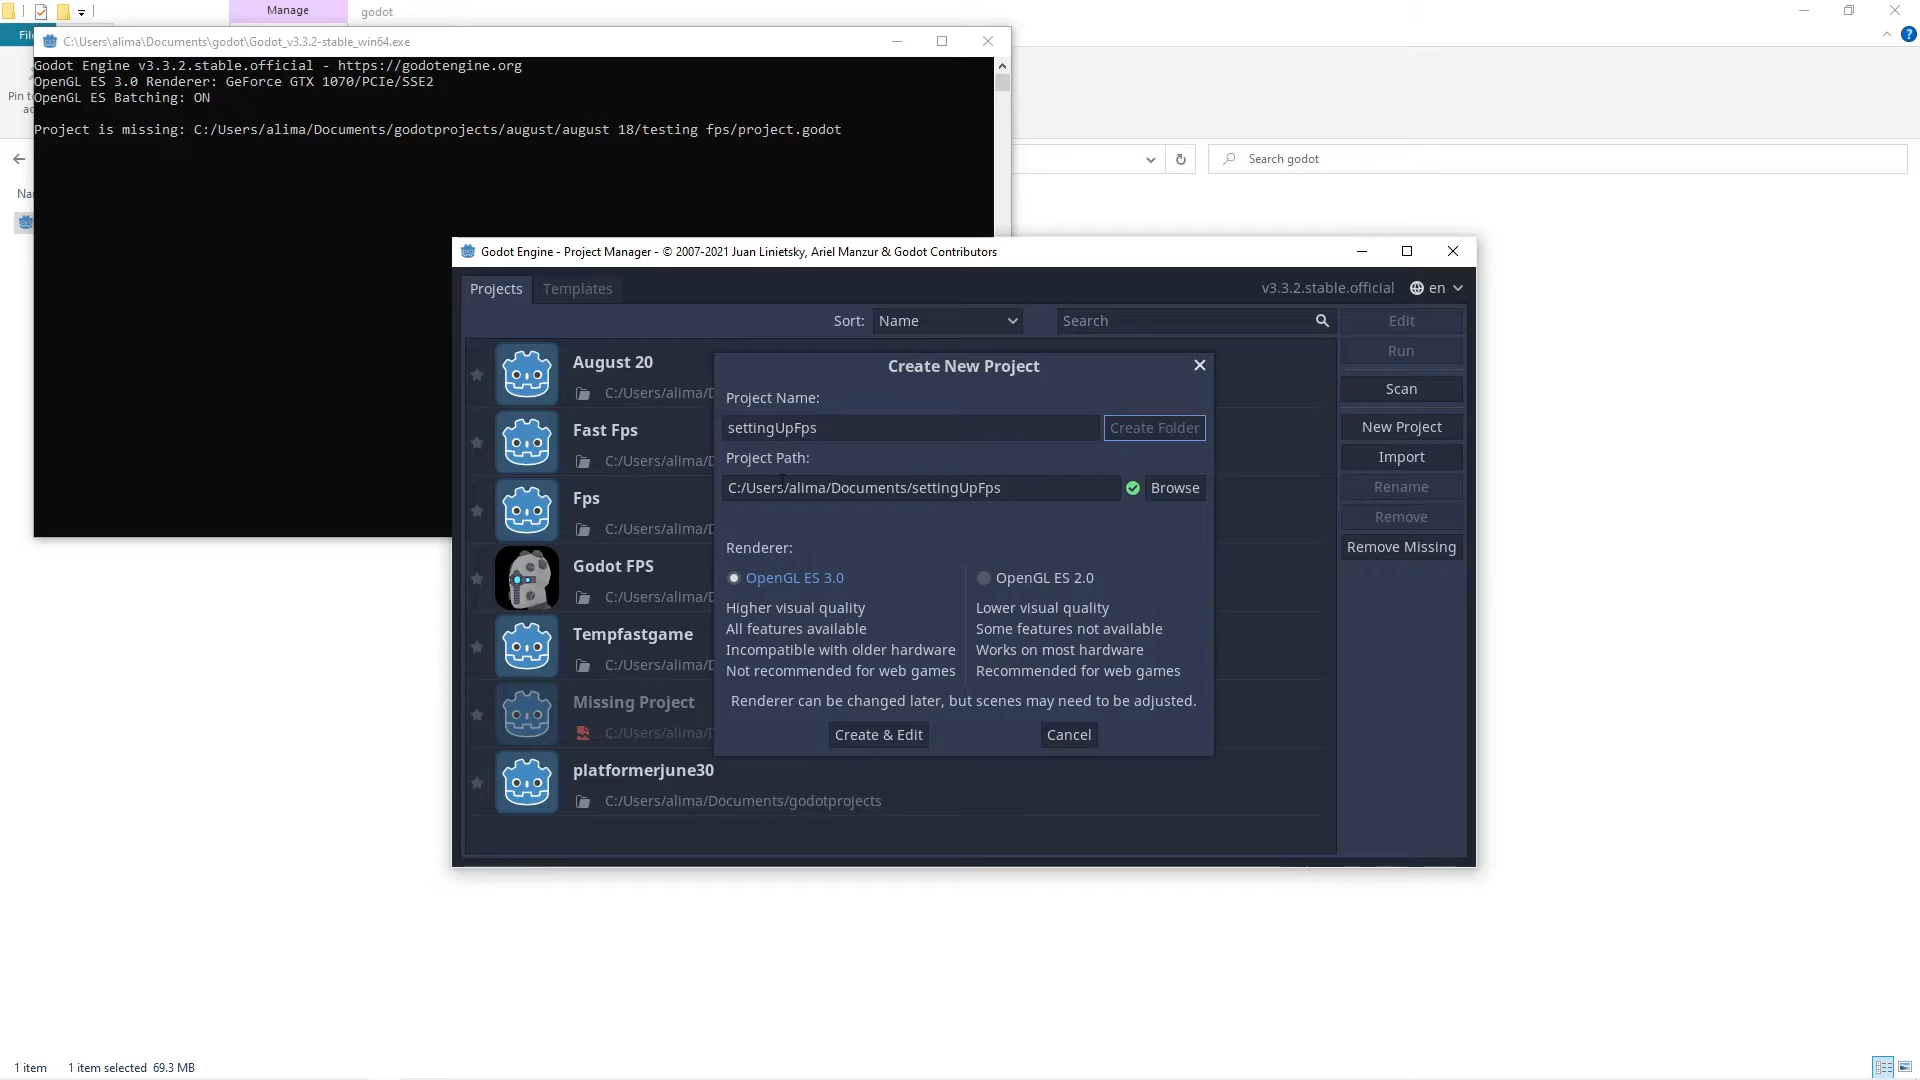 Manage
godot
C:\Users\alima\Documents\godot\Godot_v3.3.2-stable_win64.exe
Godot Engine v3.3.2.stable.official - https://godotengine.org
OpenGL ES 3.0 Renderer: GeForce GTX 1070/PCIe/SSE2
OpenGL ES Batching: ON
Project is missing: C:/Users/alima/Documents/godotprojects/august/august 18/testing fps/project.godot
Search godot
Godot Engine - Project Manager - © 2007-2021 Juan Linietsky, Ariel Manzur & Godot Contributors
Projects
Templates
v3.3.2.stable.official
en
Sort:
Name
Search
Edit
Run
Scan
New Project
Import
Rename
Remove
Remove Missing
August 20
C:/Users/alima/D
Fast Fps
C:/Users/alima/D
Fps
C:/Users/alima/D
Godot FPS
C:/Users/alima/D
Tempfastgame
C:/Users/alima/D
Missing Project
C:/Users/alima/D
platformerjune30
C:/Users/alima/Documents/godotprojects
Create New Project
Project Name:
settingUpFps
Create Folder
Project Path:
C:/Users/alima/Documents/settingUpFps
Browse
Renderer:
OpenGL ES 3.0
Higher visual quality
All features available
Incompatible with older hardware
Not recommended for web games
OpenGL ES 2.0
Lower visual quality
Some features not available
Works on most hardware
Recommended for web games
Renderer can be changed later, but scenes may need to be adjusted.
Create & Edit
Cancel
1 item
1 item selected 69.3 MB